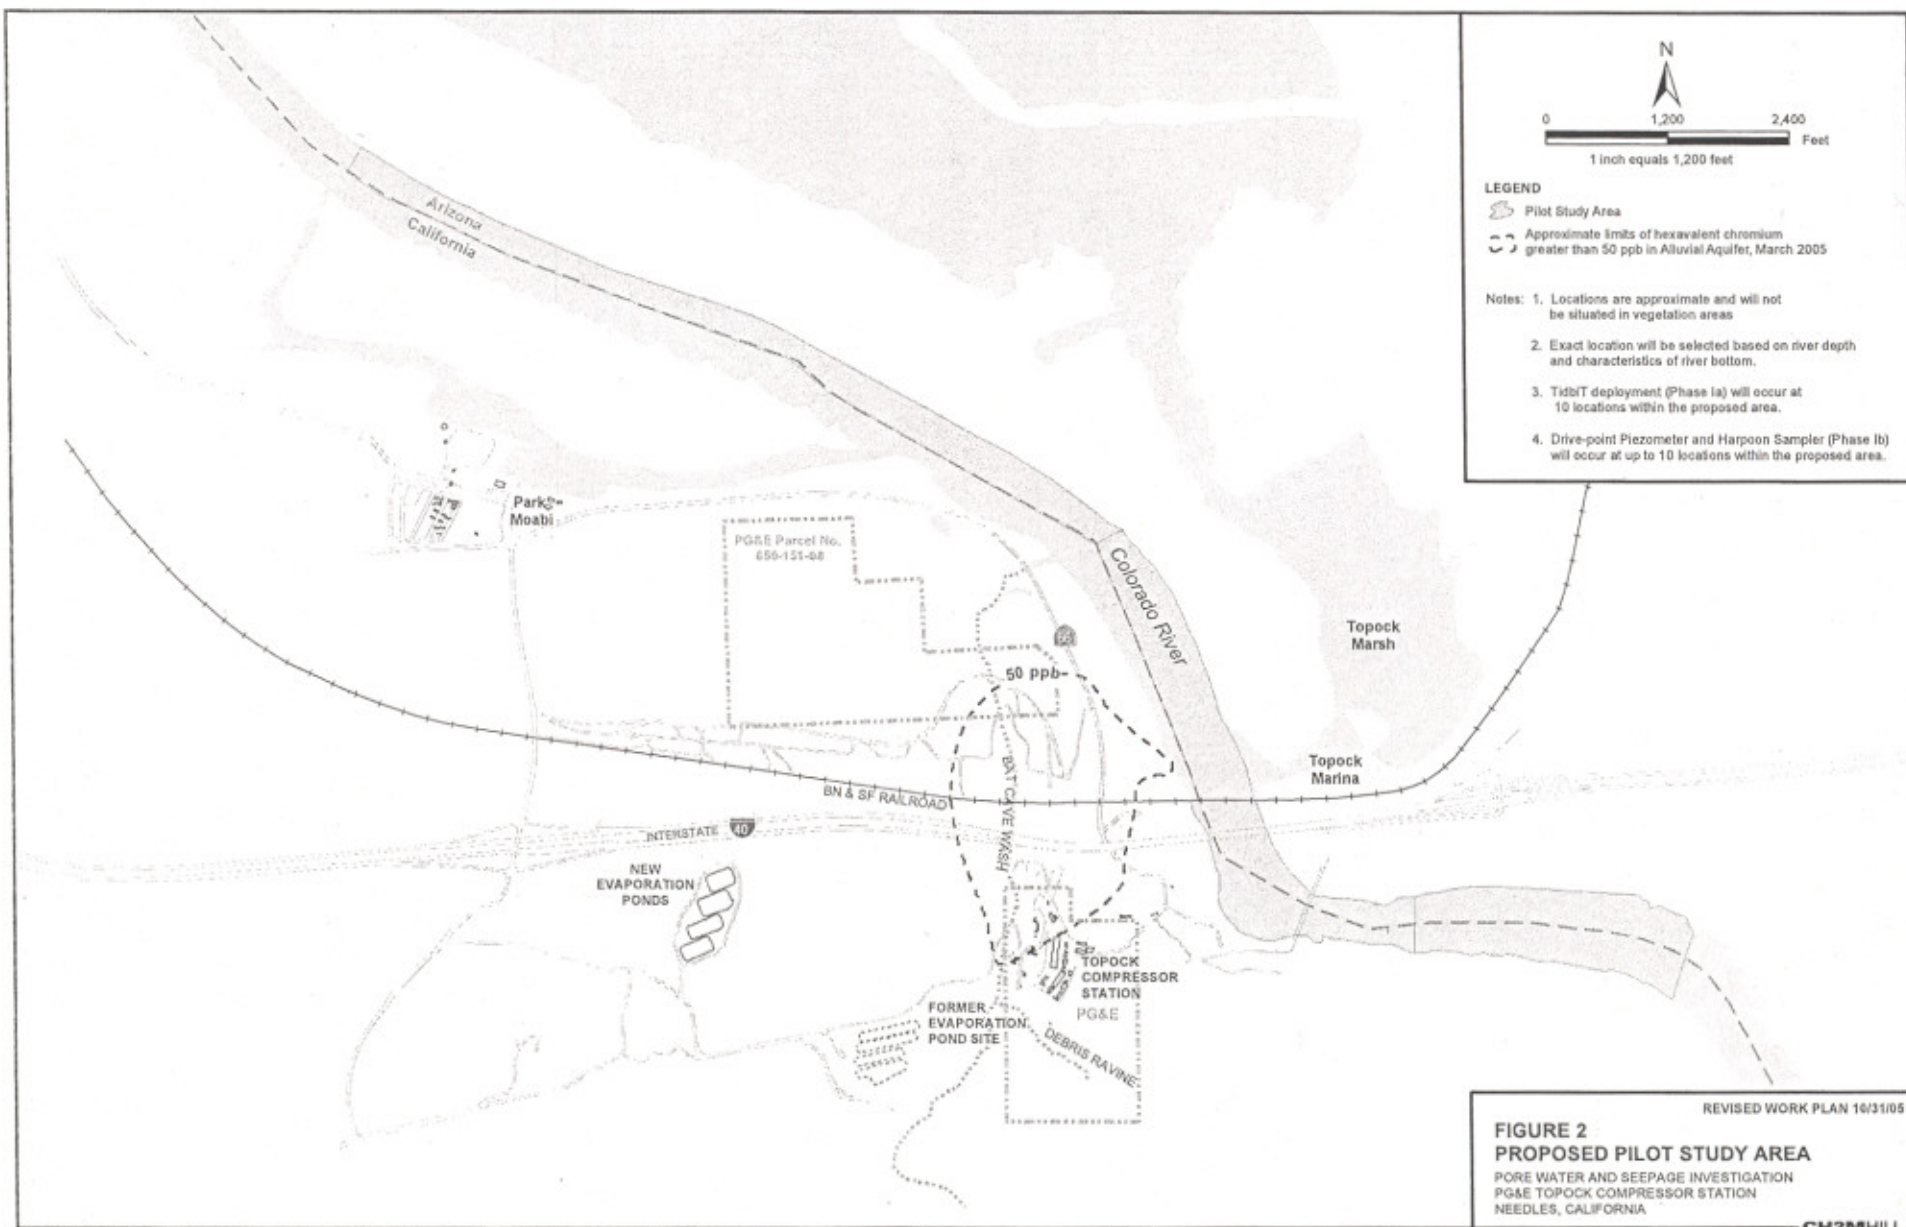 N
0 1,200 2,400
Feet
1 inch equals 1,200 feet
LEGEND
Pilot Study Area
Approximate limits of hexavalent chromium
greater than 50 ppb in Alluvial Aquifer, March 2005
Notes: 1. Locations are approximate and will not
be situated in vegetation areas
2. Exact location will be selected based on river depth
and characteristics of river bottom.
3. TidbiT deployment (Phase Ia) will occur at
10 locations within the proposed area.
4. Drive-point Piezometer and Harpoon Sampler (Phase Ib)
will occur at up to 10 locations within the proposed area.
Arizona
California
Park
Moabi
PG&E Parcel No.
650-151-08
Colorado River
Topock
Marsh
50 ppb
BAT CAVE WASH
Topock
Marina
BN & SF RAILROAD
INTERSTATE 40
NEW
EVAPORATION
PONDS
TOPOCK
COMPRESSOR
STATION
PG&E
FORMER
EVAPORATION
POND SITE
DEBRIS RAVINE
REVISED WORK PLAN 10/31/05
FIGURE 2
PROPOSED PILOT STUDY AREA
PORE WATER AND SEEPAGE INVESTIGATION
PG&E TOPOCK COMPRESSOR STATION
NEEDLES, CALIFORNIA
CH2MHILL